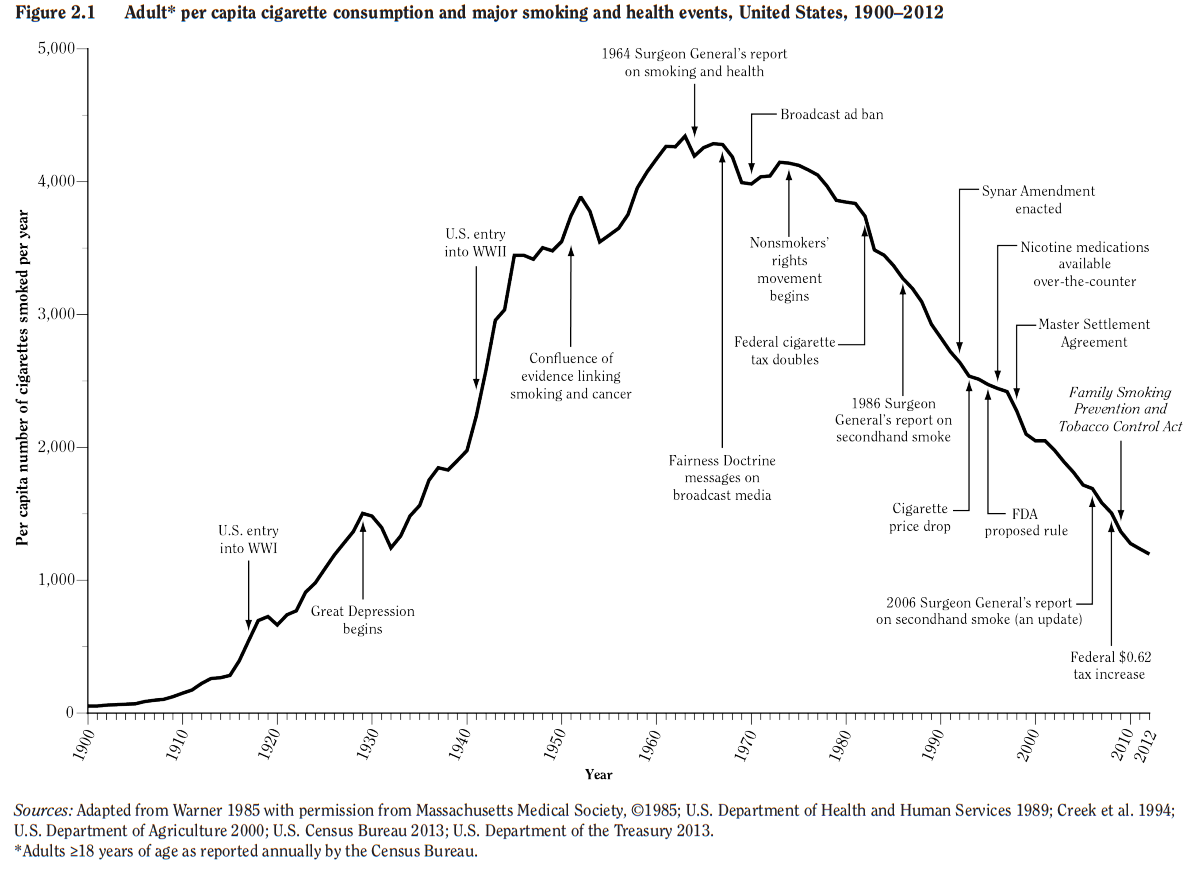 Figure 2.1 Adult* per capita cigarette consumption and major smoking and health events, United States, 1900–2012
5,000
4,000
3,000
2,000
1,000
0
Per capita number of cigarettes smoked per year
U.S. entry
into WWI
Great Depression
begins
U.S. entry
into WWII
Confluence of
evidence linking
smoking and cancer
1964 Surgeon General's report
on smoking and health
Fairness Doctrine
messages on
broadcast media
Broadcast ad ban
Nonsmokers'
rights
movement
begins
Federal cigarette
tax doubles
1986 Surgeon
General's report on
secondhand smoke
Synar Amendment
enacted
Cigarette
price drop
FDA
proposed rule
Nicotine medications
available
over-the-counter
Master Settlement
Agreement
2006 Surgeon General's report
on secondhand smoke (an update)
Federal $0.62
tax increase
Family Smoking
Prevention and
Tobacco Control Act
1900
1910
1920
1930
1940
1950
1960
1970
1980
1990
2000
2010
2012
Year
Sources: Adapted from Warner 1985 with permission from Massachusetts Medical Society, ©1985; U.S. Department of Health and Human Services 1989; Creek et al. 1994;
U.S. Department of Agriculture 2000; U.S. Census Bureau 2013; U.S. Department of the Treasury 2013.
*Adults ≥18 years of age as reported annually by the Census Bureau.